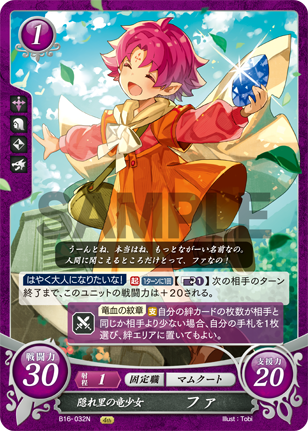 1
SAMPLE
うーんとね、本当はね、もっとながーい名前なの。
人間に聞こえるところだけとって、ファなの!
はやく大人になりたいな! 起 1ターンに1回 [1] 次の相手のターン
終了まで、このユニットの戦闘力は+20される。
竜血の紋章 支 自分の絆カードの枚数が相手と
同じか相手より少ない場合、自分の手札を1枚
選び、絆エリアに置いてもよい。
戦闘力
30
射程 1 固定職 マムクート
支援力
20
隠れ里の竜少女 ファ
B16-032N
Illust:Tobi